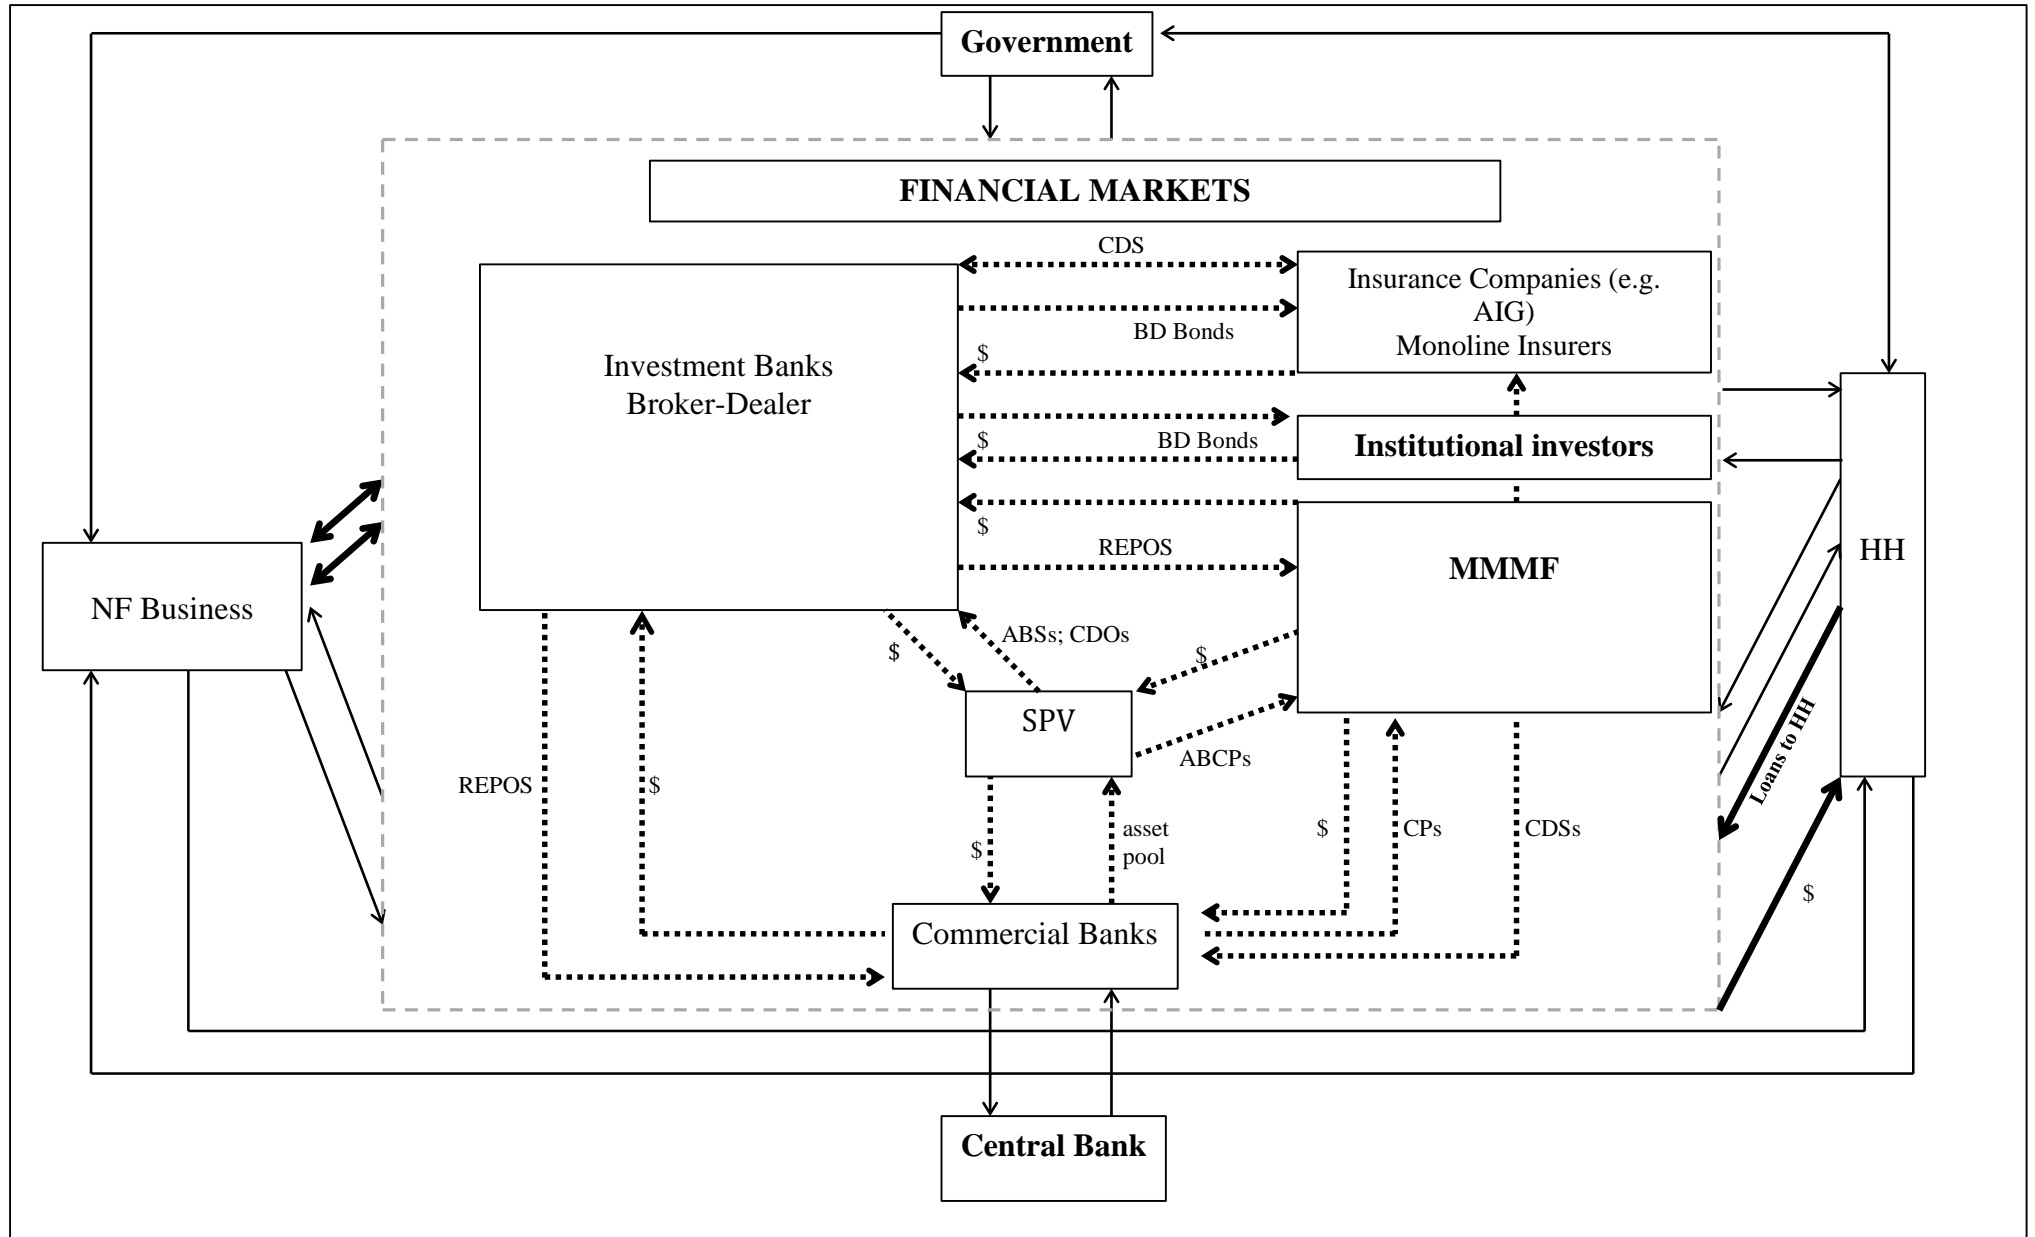 Government
FINANCIAL MARKETS
CDS
Insurance Companies (e.g.
AIG)
Monoline Insurers
BD Bonds
$
Investment Banks
Broker-Dealer
BD Bonds
$
Institutional investors
$
REPOS
MMMF
HH
NF Business
ABSs; CDOs
$
$
SPV
ABCPs
Loans to HH
REPOS
$
$
asset
pool
$
CPs
CDSs
$
Commercial Banks
Central Bank